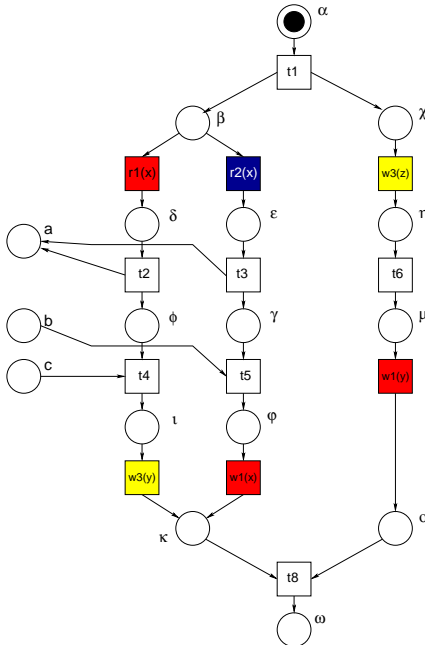 α
t1
β χ
r1(x) r2(x) w3(z)
δ ε η
a
t2 t3 t6
b ϕ γ μ
c t4 t5 w1(y)
ι φ
w3(y) w1(x)
κ ο
t8
ω